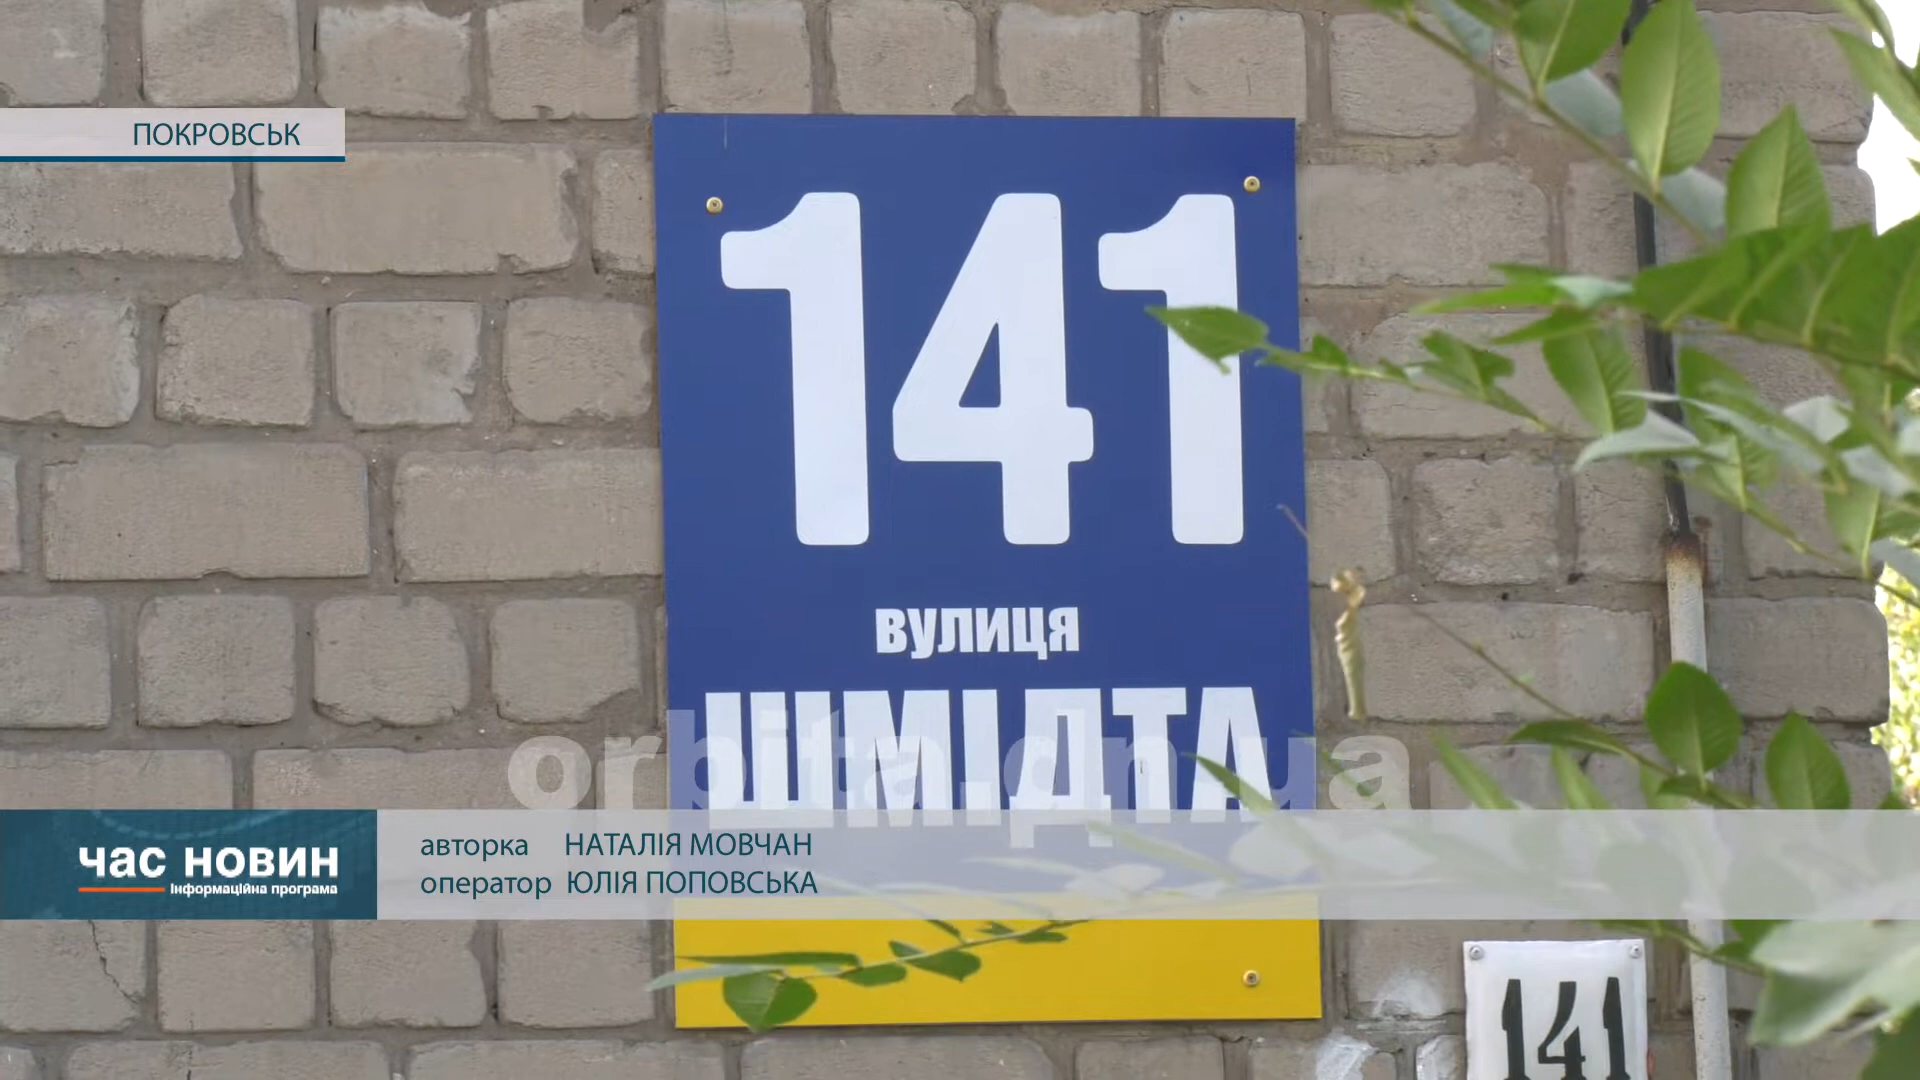 ПОКРОВСЬК
141
вулиця
ШМІДТА
orbita.dn.ua
час новин
інформаційна програма
авторка НАТАЛІЯ МОВЧАН
оператор ЮЛІЯ ПОПОВСЬКА
141